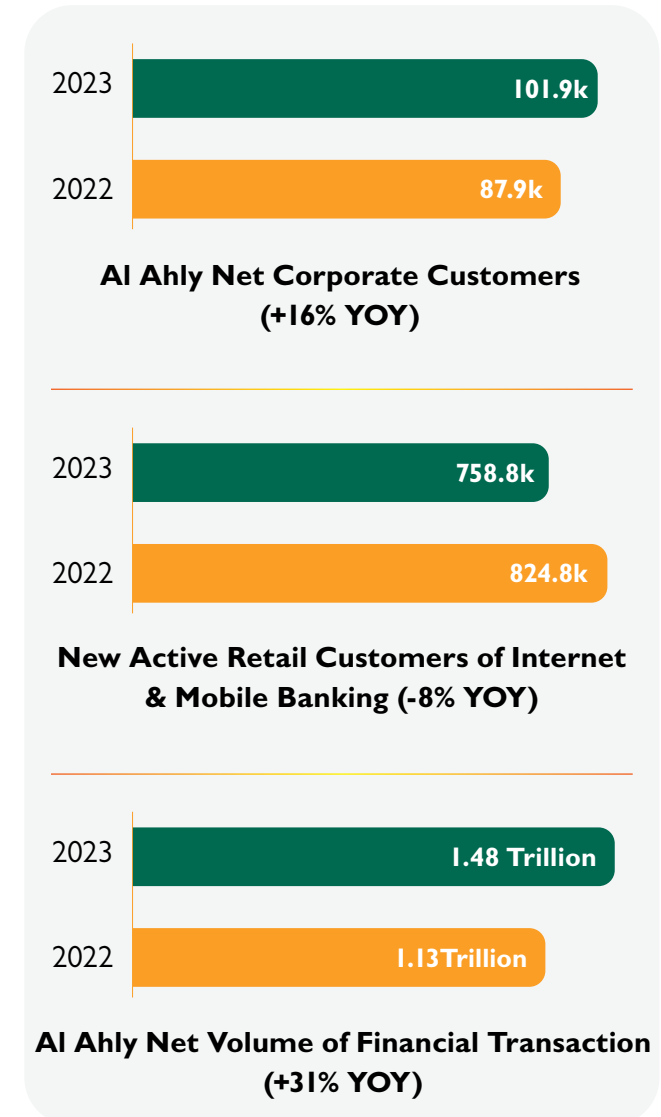 2023
101.9k
2022
87.9k
Al Ahly Net Corporate Customers
(+16% YOY)
2023
758.8k
2022
824.8k
New Active Retail Customers of Internet
& Mobile Banking (-8% YOY)
2023
1.48 Trillion
2022
1.13Trillion
Al Ahly Net Volume of Financial Transaction
(+31% YOY)